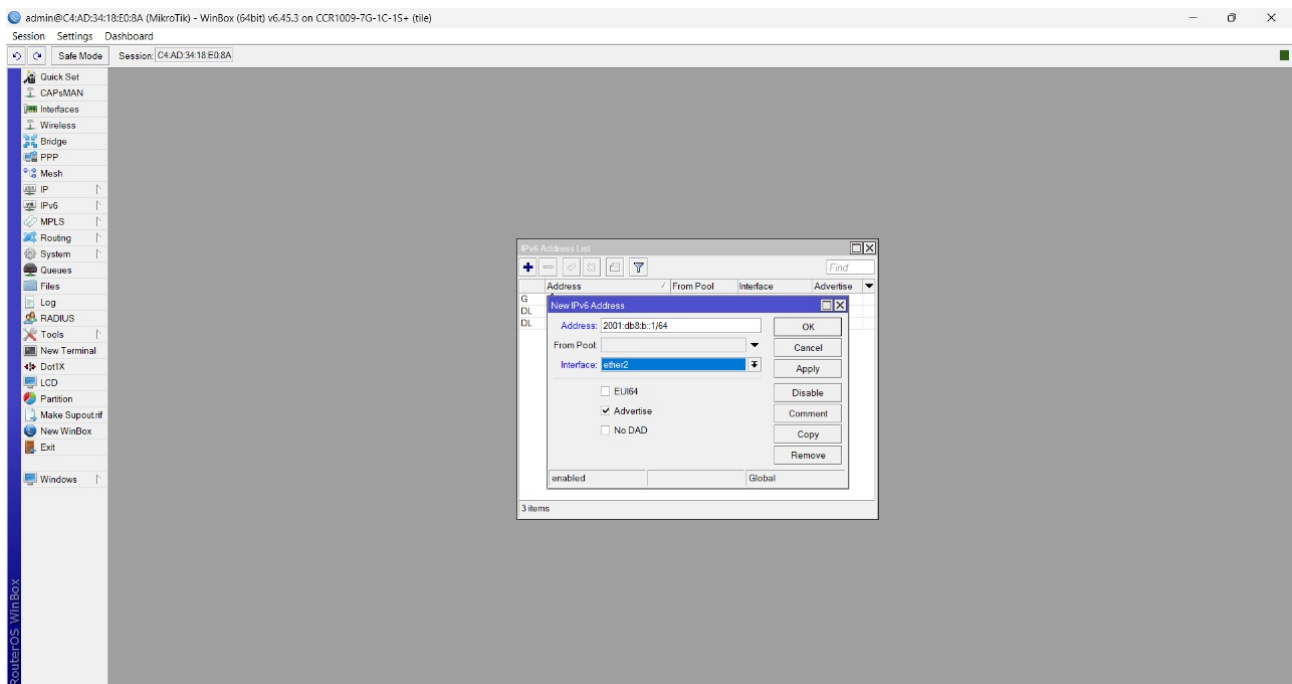 admin@C4:AD:34:18:E0:8A (MikroTik) - WinBox (64bit) v6.45.3 on CCR1009-7G-1C-1S+ (tile)
Session Settings Dashboard
Safe Mode Session: C4:AD:34:18:E0:8A
Quick Set
CAPsMAN
Interfaces
Wireless
Bridge
PPP
Mesh
IP
IPv6
MPLS
Routing
System
Queues
Files
Log
RADIUS
Tools
New Terminal
Dot1X
LCD
Partition
Make Supout.rif
New WinBox
Exit
Windows
RouterOS WinBox
IPv6 Address List
Find
Address From Pool Interface Advertise
G
DL
DL
New IPv6 Address
Address: 2001:db8:b::1/64
From Pool:
Interface: ether2
EUI64
Advertise
No DAD
OK
Cancel
Apply
Disable
Comment
Copy
Remove
enabled Global
3 items